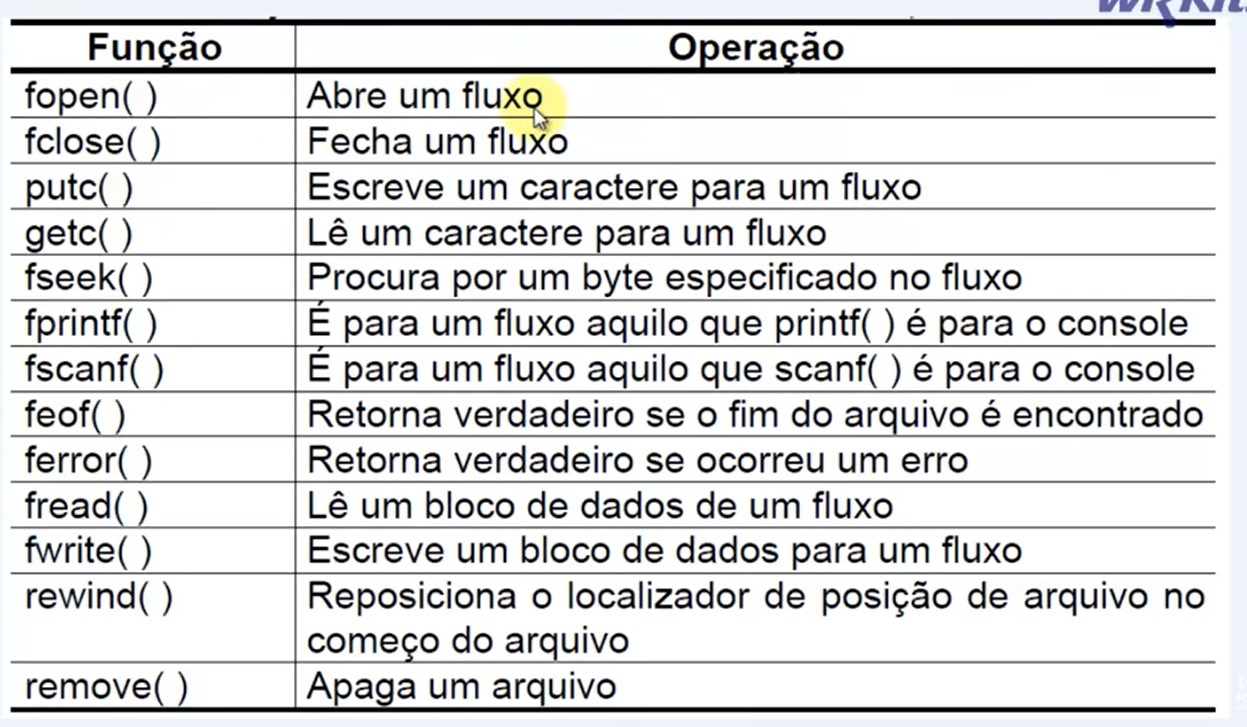 Função Operação
fopen( ) Abre um fluxo
fclose( ) Fecha um fluxo
putc( ) Escreve um caractere para um fluxo
getc( ) Lê um caractere para um fluxo
fseek( ) Procura por um byte especificado no fluxo
fprintf( ) É para um fluxo aquilo que printf( ) é para o console
fscanf( ) É para um fluxo aquilo que scanf( ) é para o console
feof( ) Retorna verdadeiro se o fim do arquivo é encontrado
ferror( ) Retorna verdadeiro se ocorreu um erro
fread( ) Lê um bloco de dados de um fluxo
fwrite( ) Escreve um bloco de dados para um fluxo
rewind( ) Reposiciona o localizador de posição de arquivo no
começo do arquivo
remove( ) Apaga um arquivo